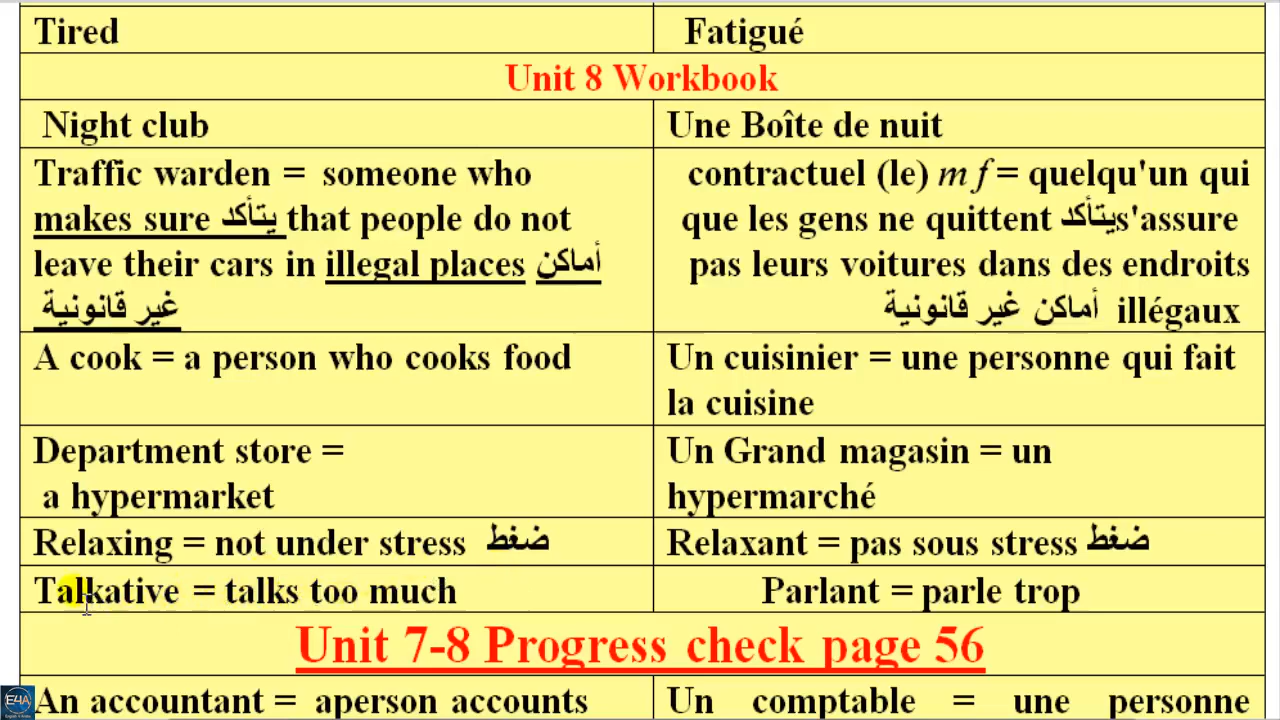 Tired
Fatigué
Unit 8 Workbook
Night club
Une Boîte de nuit
Traffic warden = someone who
makes sure يتأكد that people do not
leave their cars in illegal places أماكن
غير قانونية
contractuel (le) m f = quelqu'un qui
que les gens ne quittent يتأكد s'assure
pas leurs voitures dans des endroits
أماكن غير قانونية illégaux
A cook = a person who cooks food
Un cuisinier = une personne qui fait
la cuisine
Department store =
a hypermarket
Un Grand magasin = un
hypermarché
Relaxing = not under stress ضغط
Relaxant = pas sous stress ضغط
Talkative = talks too much
Parlant = parle trop
Unit 7-8 Progress check page 56
An accountant = aperson accounts
Un comptable = une personne
E4A